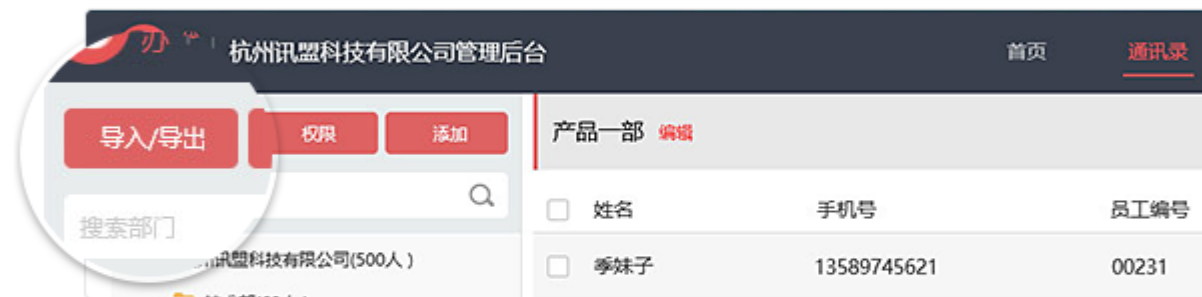 办
杭州讯盟科技有限公司管理后台
首页
通讯录
导入/导出
权限
添加
产品一部 编辑
搜索部门
姓名
手机号
员工编号
讯盟科技有限公司(500人)
季妹子
13589745621
00231